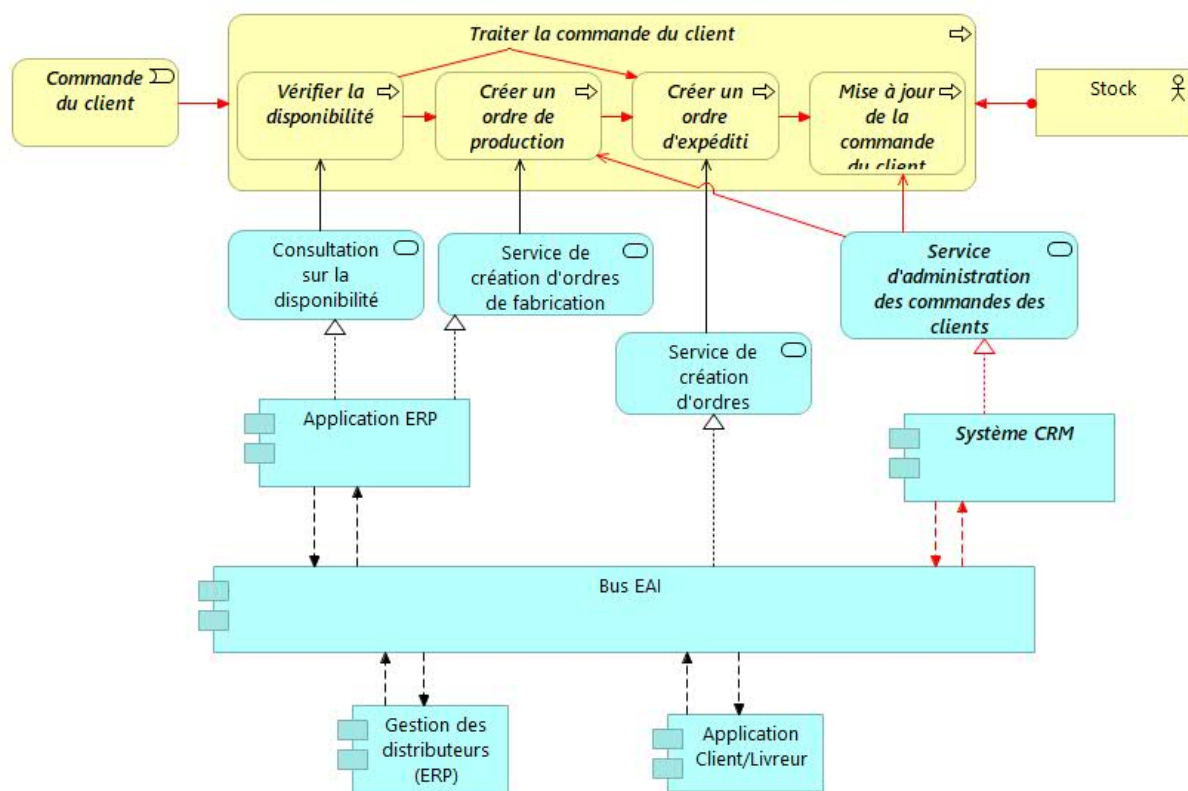 Traiter la commande du client
Commande
du client
Vérifier la
disponibilité
Créer un
ordre de
production
Créer un
ordre
d'expéditi
Mise à jour
de la
commande
du client
Stock
Consultation
sur la
disponibilité
Service de
création d'ordres
de fabrication
Service de
création
d'ordres
Service
d'administration
des commandes des
clients
Application ERP
Système CRM
Bus EAI
Gestion des
distributeurs
(ERP)
Application
Client/Livreur